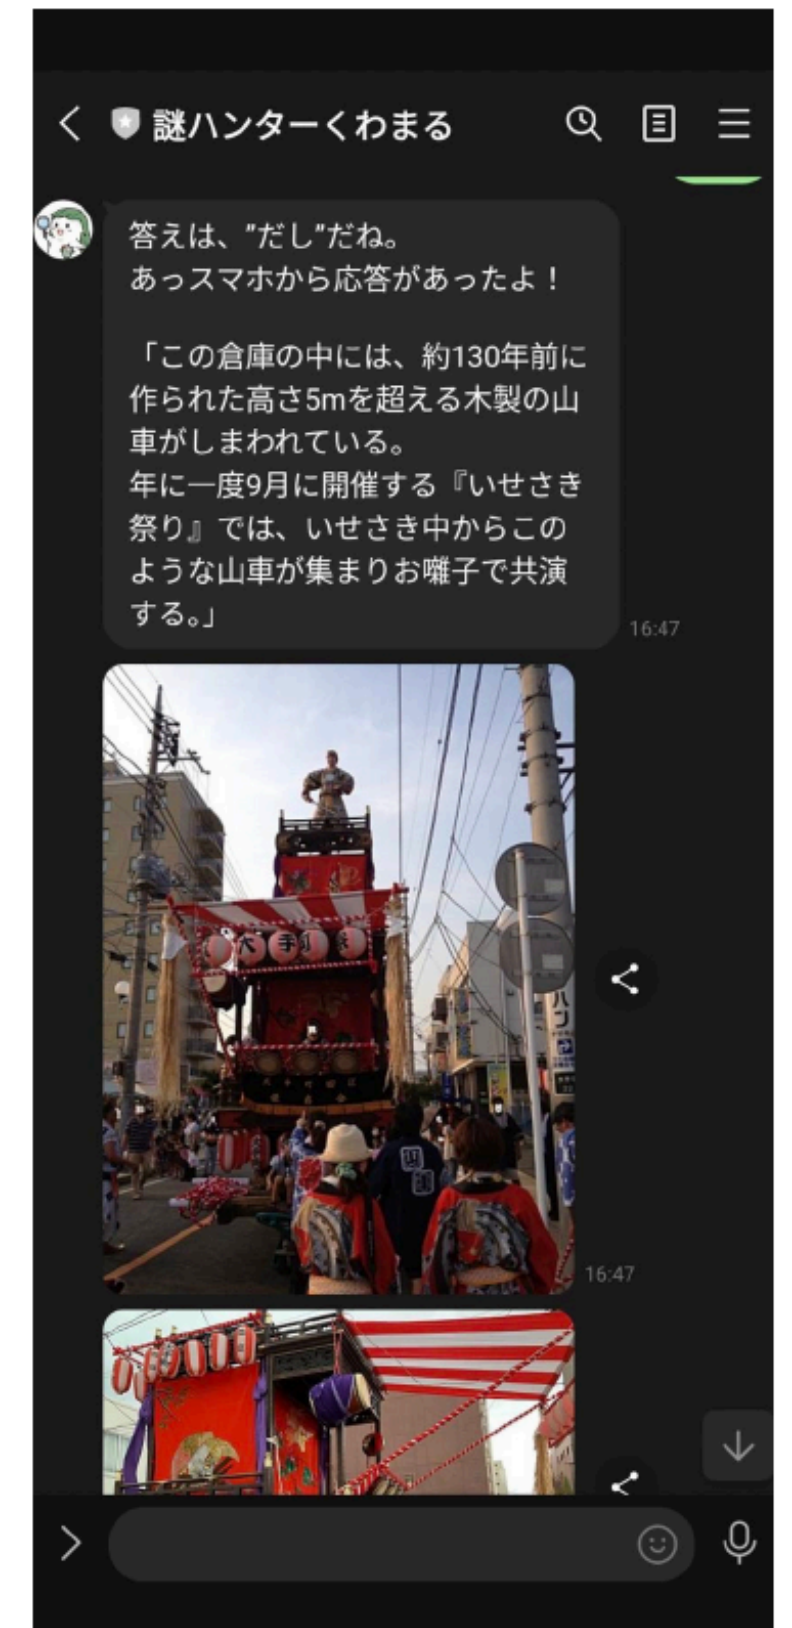 謎ハンターくわまる
答えは、”だし”だね。
あっスマホから応答があったよ！
「この倉庫の中には、約130年前に
作られた高さ5mを超える木製の山
車がしまわれている。
年に一度9月に開催する『いせさき
祭り』では、いせさき中からこの
ような山車が集まりお囃子で共演
する。」
16:47
大手町
16:47